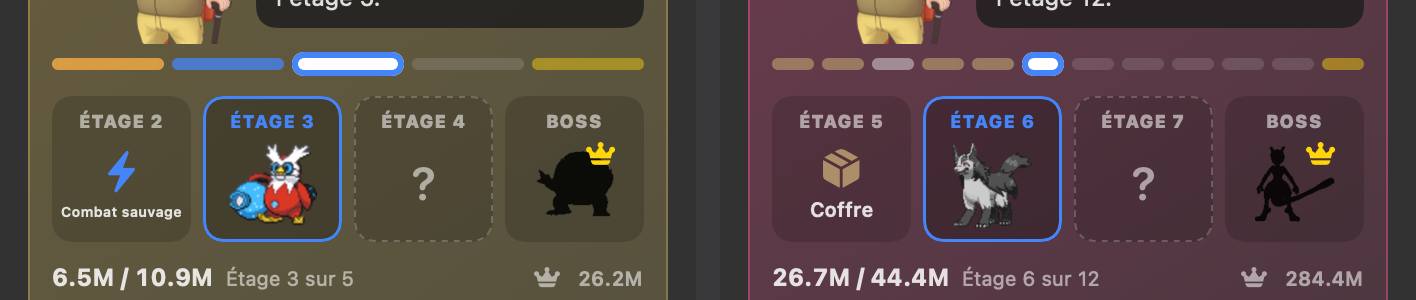 l'étage 5.
ÉTAGE 2
Combat sauvage
ÉTAGE 3
ÉTAGE 4
?
BOSS
6.5M / 10.9M Étage 3 sur 5
26.2M
l'étage 12.
ÉTAGE 5
Coffre
ÉTAGE 6
ÉTAGE 7
?
BOSS
26.7M / 44.4M Étage 6 sur 12
284.4M